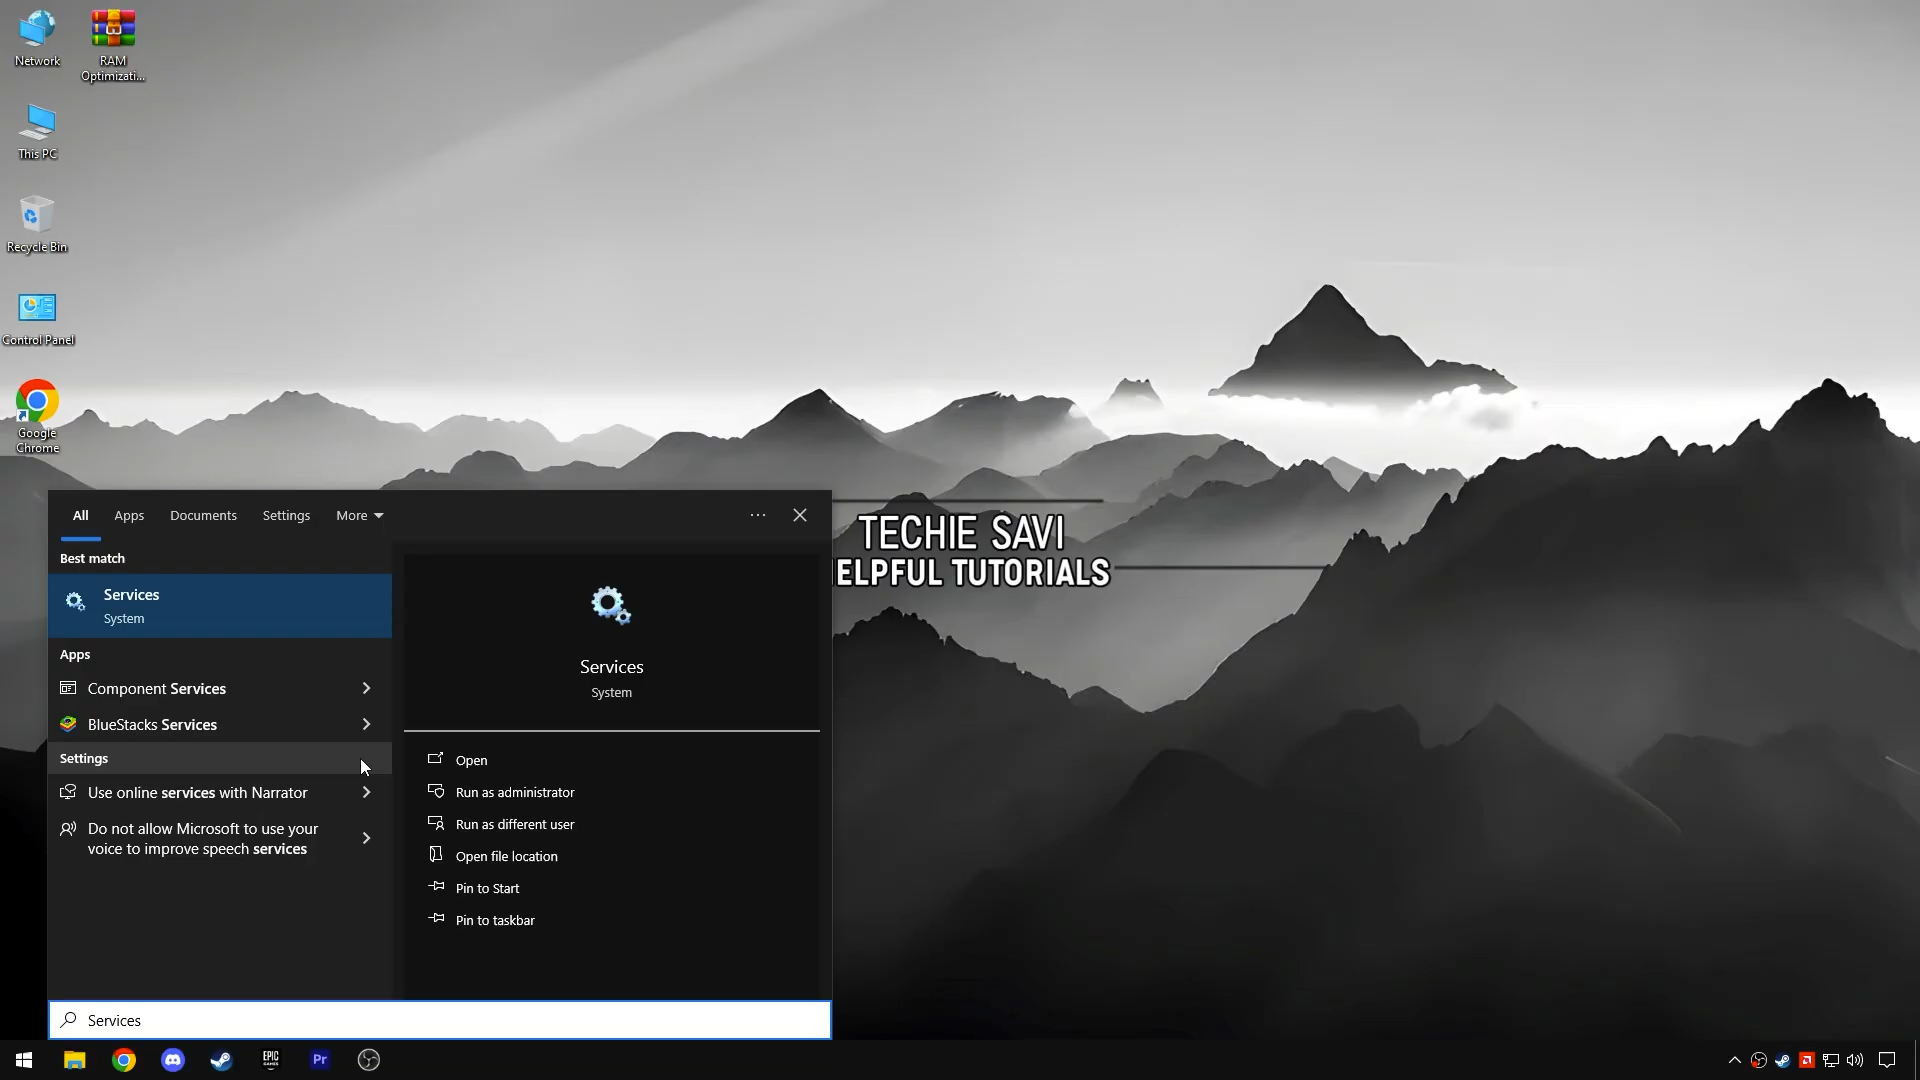 Network
RAM
Optimizati...
This PC
Recycle Bin
Control Panel
Google
Chrome
All
Apps
Documents
Settings
More
Best match
Services
System
Apps
Component Services
BlueStacks Services
Settings
Use online services with Narrator
Do not allow Microsoft to use your
voice to improve speech services
Services
System
Open
Run as administrator
Run as different user
Open file location
Pin to Start
Pin to taskbar
TECHIE SAVI
ELPFUL TUTORIALS
Services
EPIC
GAMES
Pr